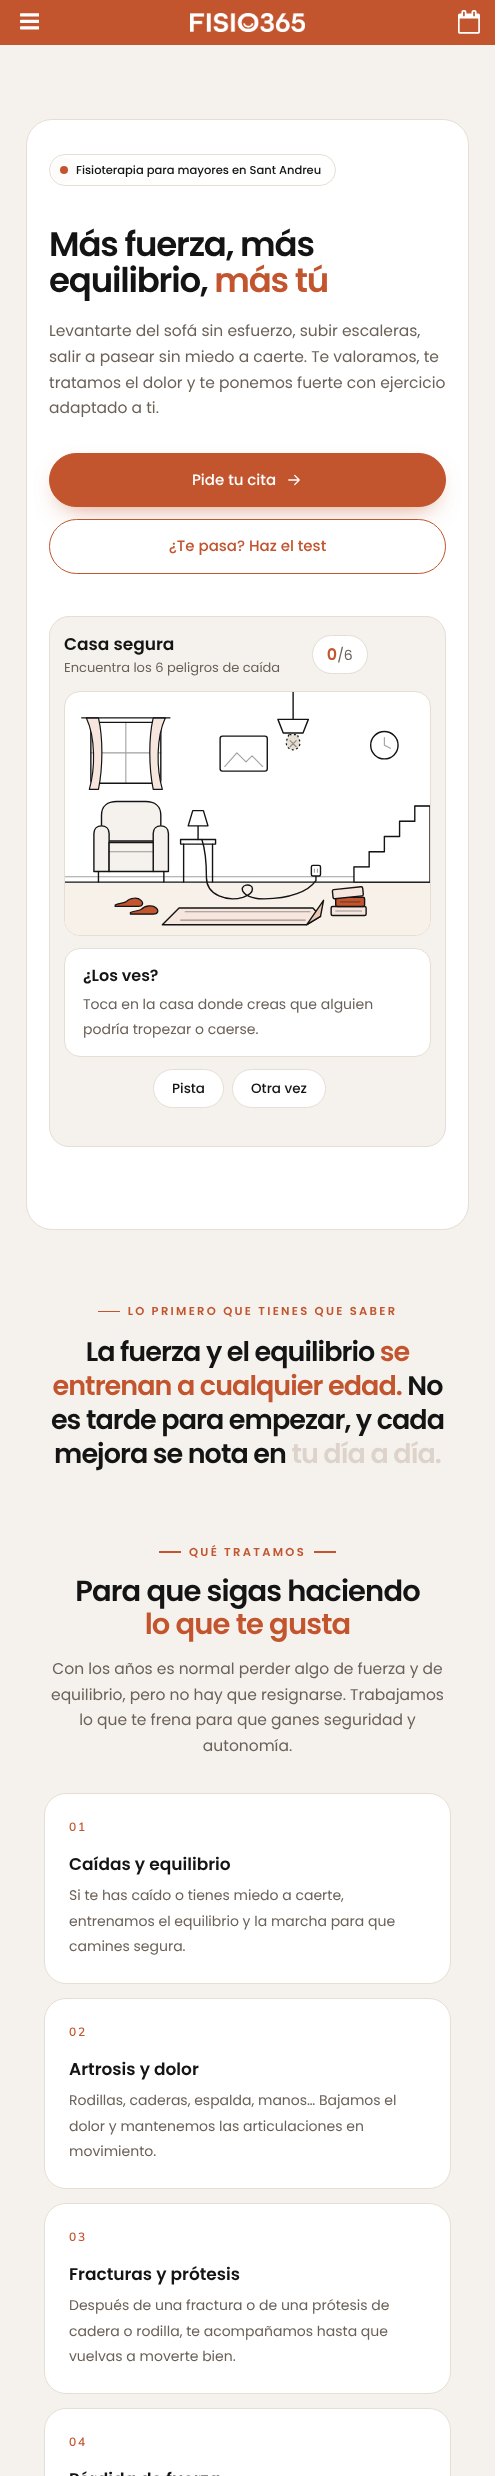 FISIO365
Fisioterapia para mayores en Sant Andreu
Más fuerza, más
equilibrio, más tú
Levantarte del sofá sin esfuerzo, subir escaleras,
salir a pasear sin miedo a caerte. Te valoramos, te
tratamos el dolor y te ponemos fuerte con ejercicio
adaptado a ti.
Pide tu cita →
¿Te pasa? Haz el test
Casa segura
Encuentra los 6 peligros de caída
0/6
¿Los ves?
Toca en la casa donde creas que alguien
podría tropezar o caerse.
Pista
Otra vez
LO PRIMERO QUE TIENES QUE SABER
La fuerza y el equilibrio se
entrenan a cualquier edad. No
es tarde para empezar, y cada
mejora se nota en tu día a día.
QUÉ TRATAMOS
Para que sigas haciendo
lo que te gusta
Con los años es normal perder algo de fuerza y de
equilibrio, pero no hay que resignarse. Trabajamos
lo que te frena para que ganes seguridad y
autonomía.
01
Caídas y equilibrio
Si te has caído o tienes miedo a caerte,
entrenamos el equilibrio y la marcha para que
camines segura.
02
Artrosis y dolor
Rodillas, caderas, espalda, manos… Bajamos el
dolor y mantenemos las articulaciones en
movimiento.
03
Fracturas y prótesis
Después de una fractura o de una prótesis de
cadera o rodilla, te acompañamos hasta que
vuelvas a moverte bien.
04